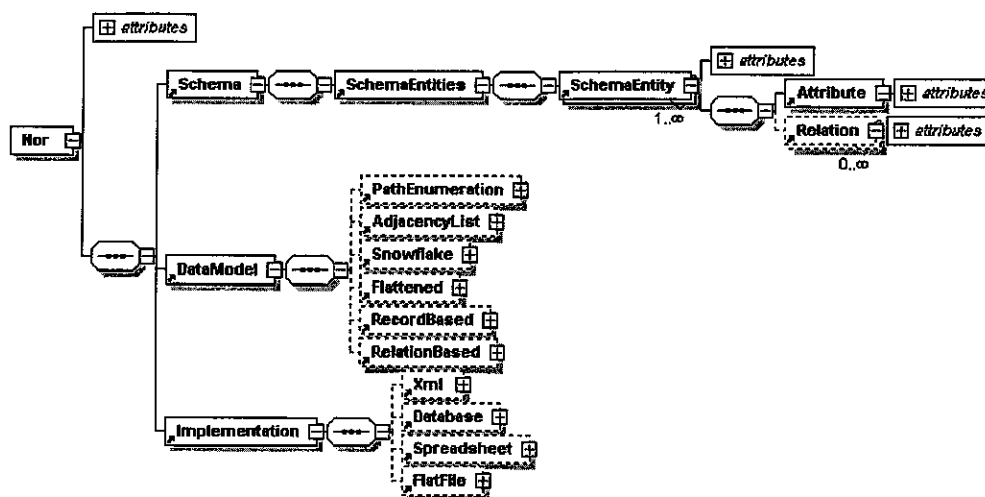 attributes
Schema
SchemaEntities
SchemaEntity
attributes
1..∞
Attribute
attributes
Relation
attributes
0..∞
Nor
DataModel
PathEnumeration
AdjacencyList
Snowflake
Flattened
RecordBased
RelationBased
Implementation
Xml
Database
Spreadsheet
FlatFile